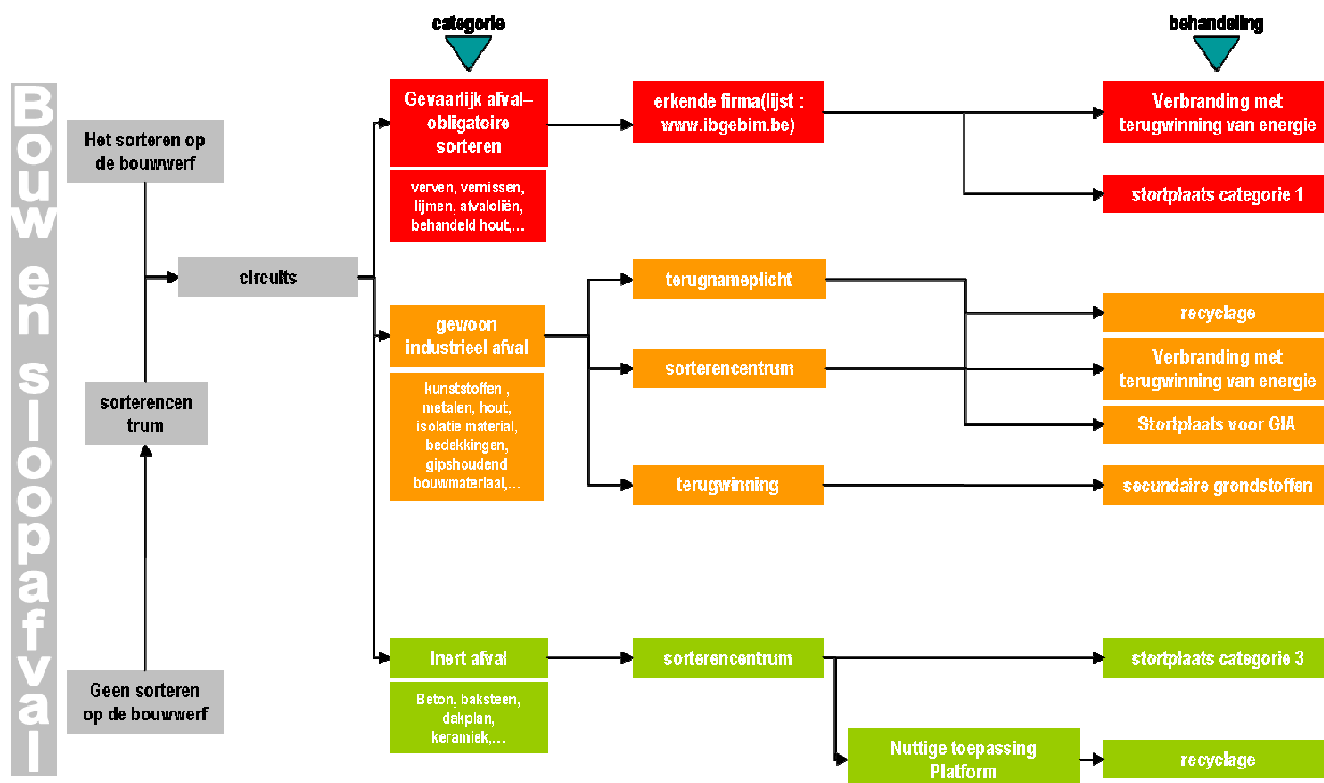 categorie
behandeling
Bouw en sloopafval
Het sorteren op
de bouwwerf
circuits
sorterencen
trum
Geen sorteren
op de bouwwerf
Gevaarlijk afval–
obligatoire
sorteren
verven, vernissen,
lijmen, afvaloliën,
behandeld hout,...
erkende firma(lijst :
www.ibgebim.be)
Verbranding met
terugwinning van energie
stortplaats categorie 1
gewoon
industrieel afval
kunststoffen ,
metalen, hout,
isolatie material,
bedekkingen,
gipshoudend
bouwmateriaal,...
terugnameplicht
sorterencentrum
terugwinning
recyclage
Verbranding met
terugwinning van energie
Stortplaats voor GIA
secundaire grondstoffen
Inert afval
Beton, baksteen,
dakplan,
keramiek,...
sorterencentrum
stortplaats categorie 3
Nuttige toepassing
Platform
recyclage